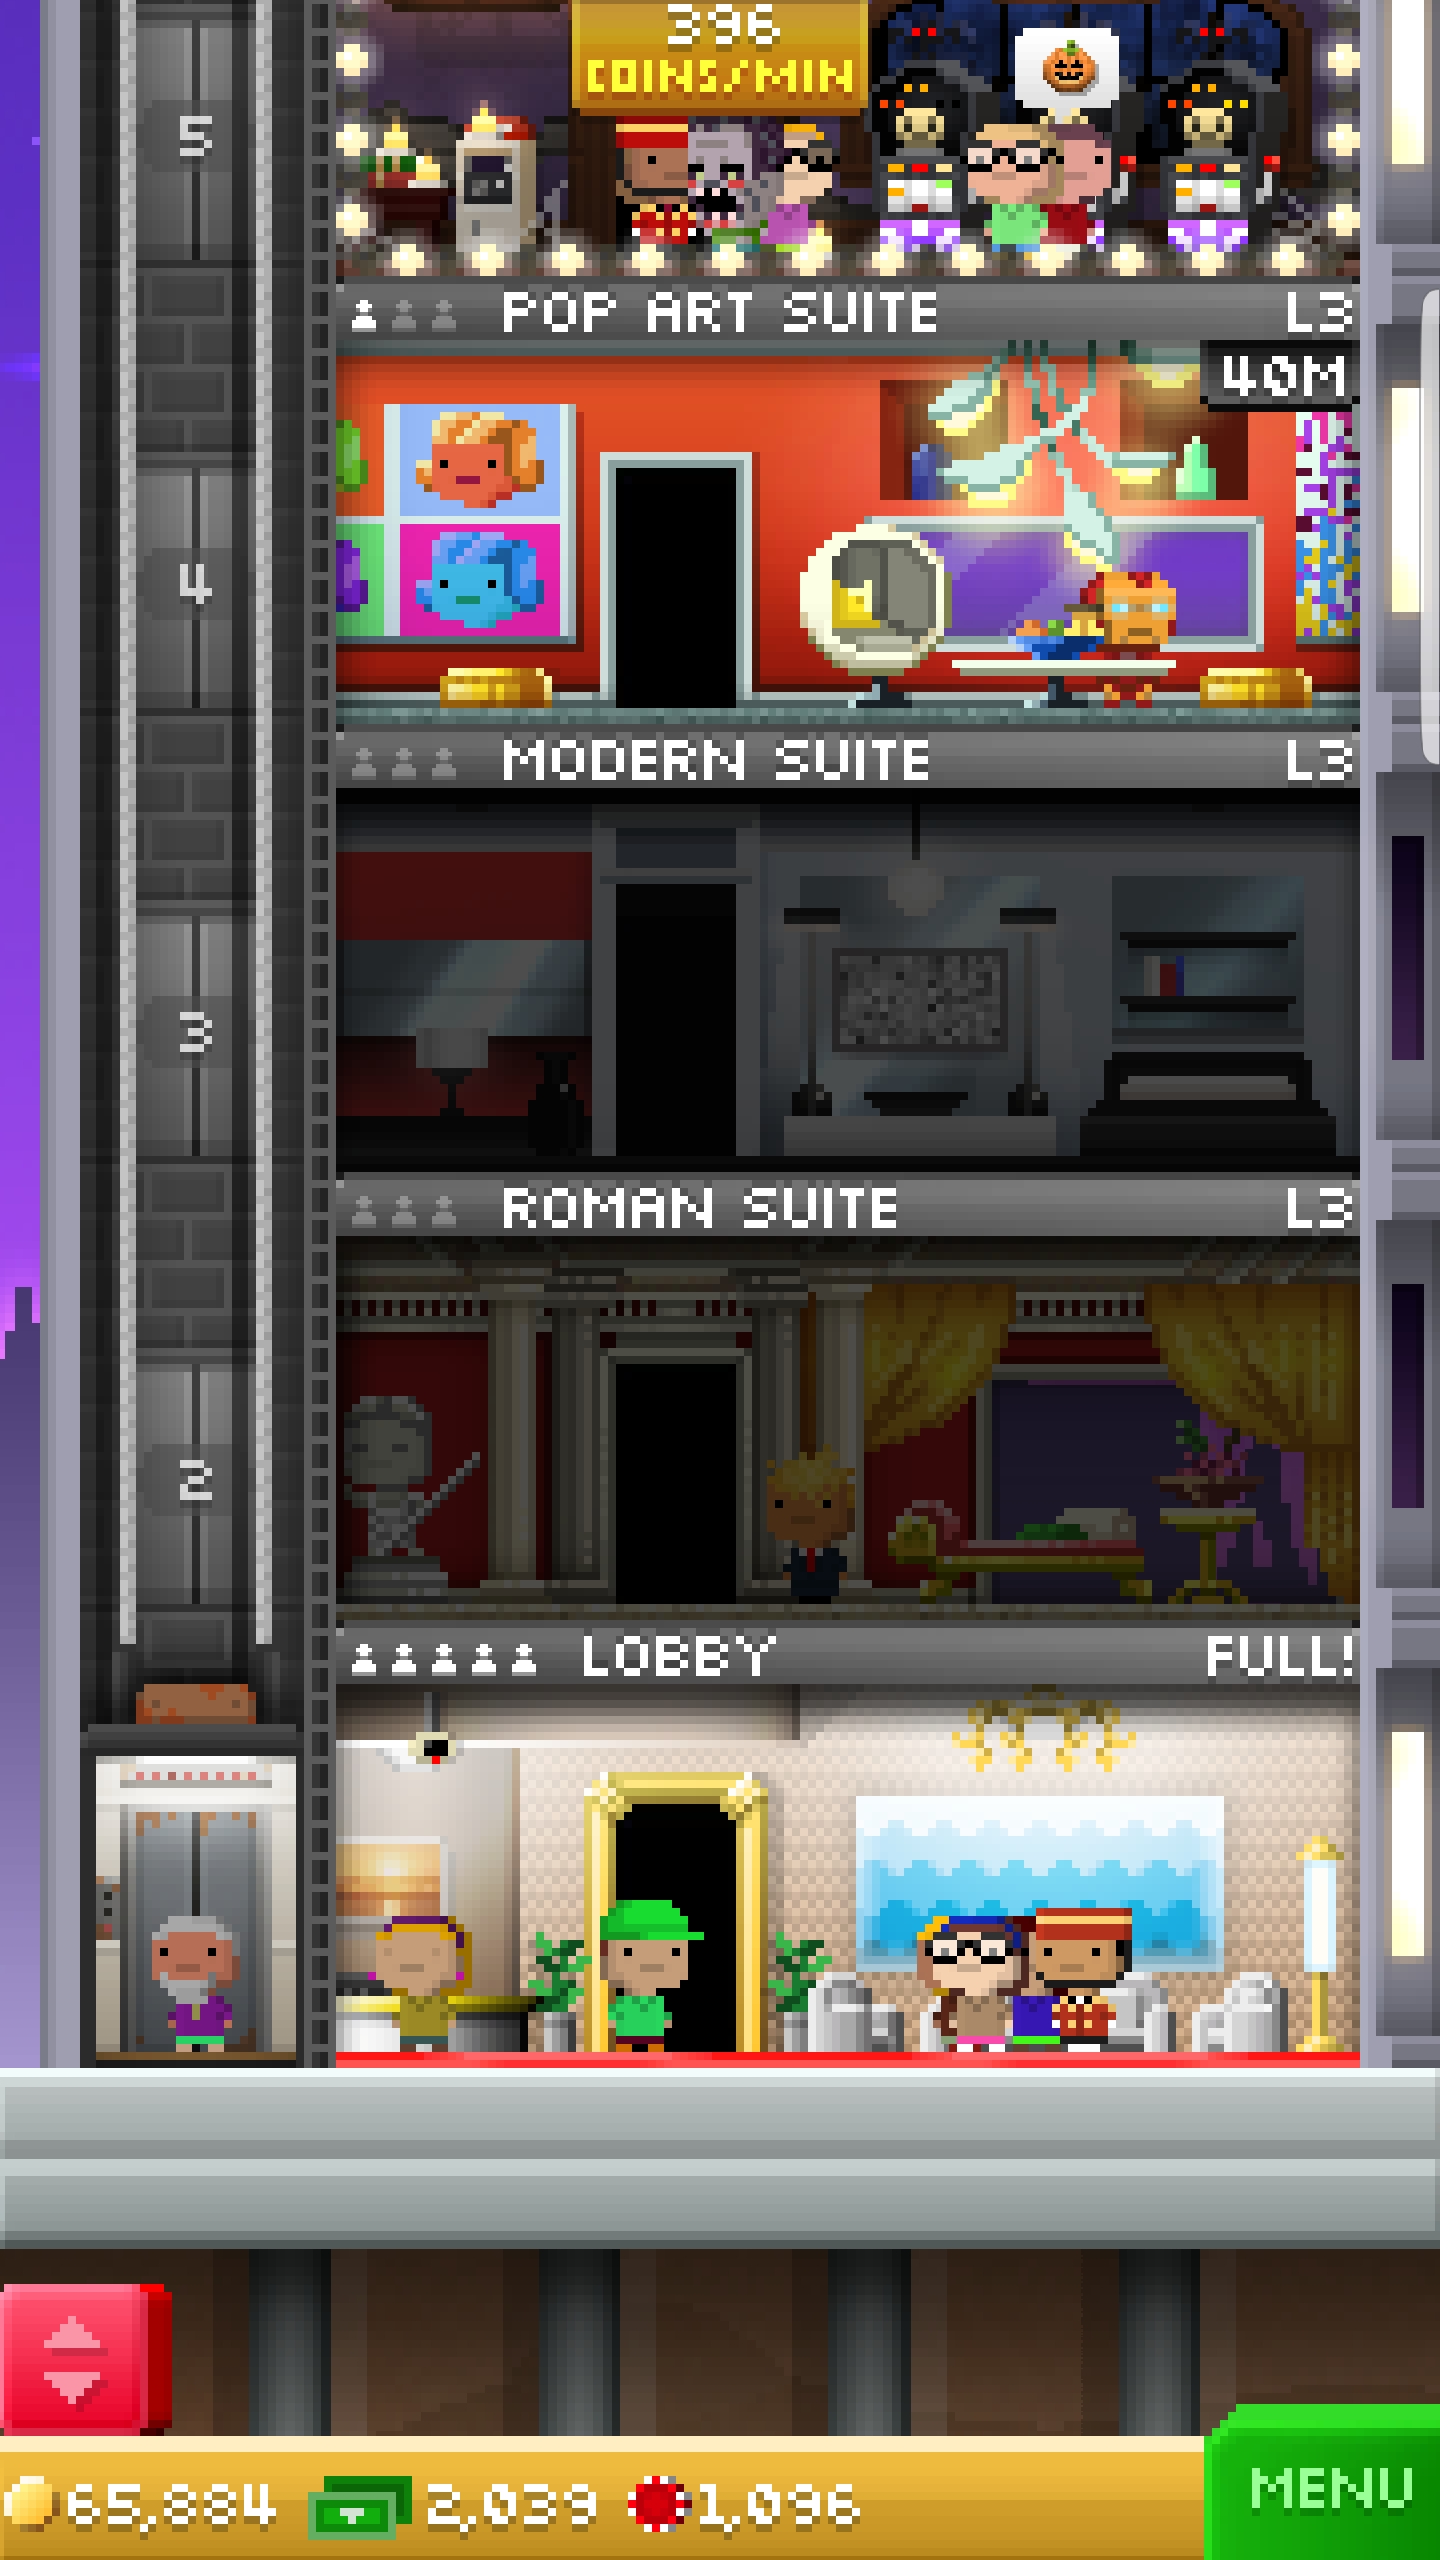 396
COINS/MIN
5
POP ART SUITE L3
40M
4
MODERN SUITE L3
3
ROMAN SUITE L3
2
LOBBY FULL!
65,884 2,039 1,096
MENU